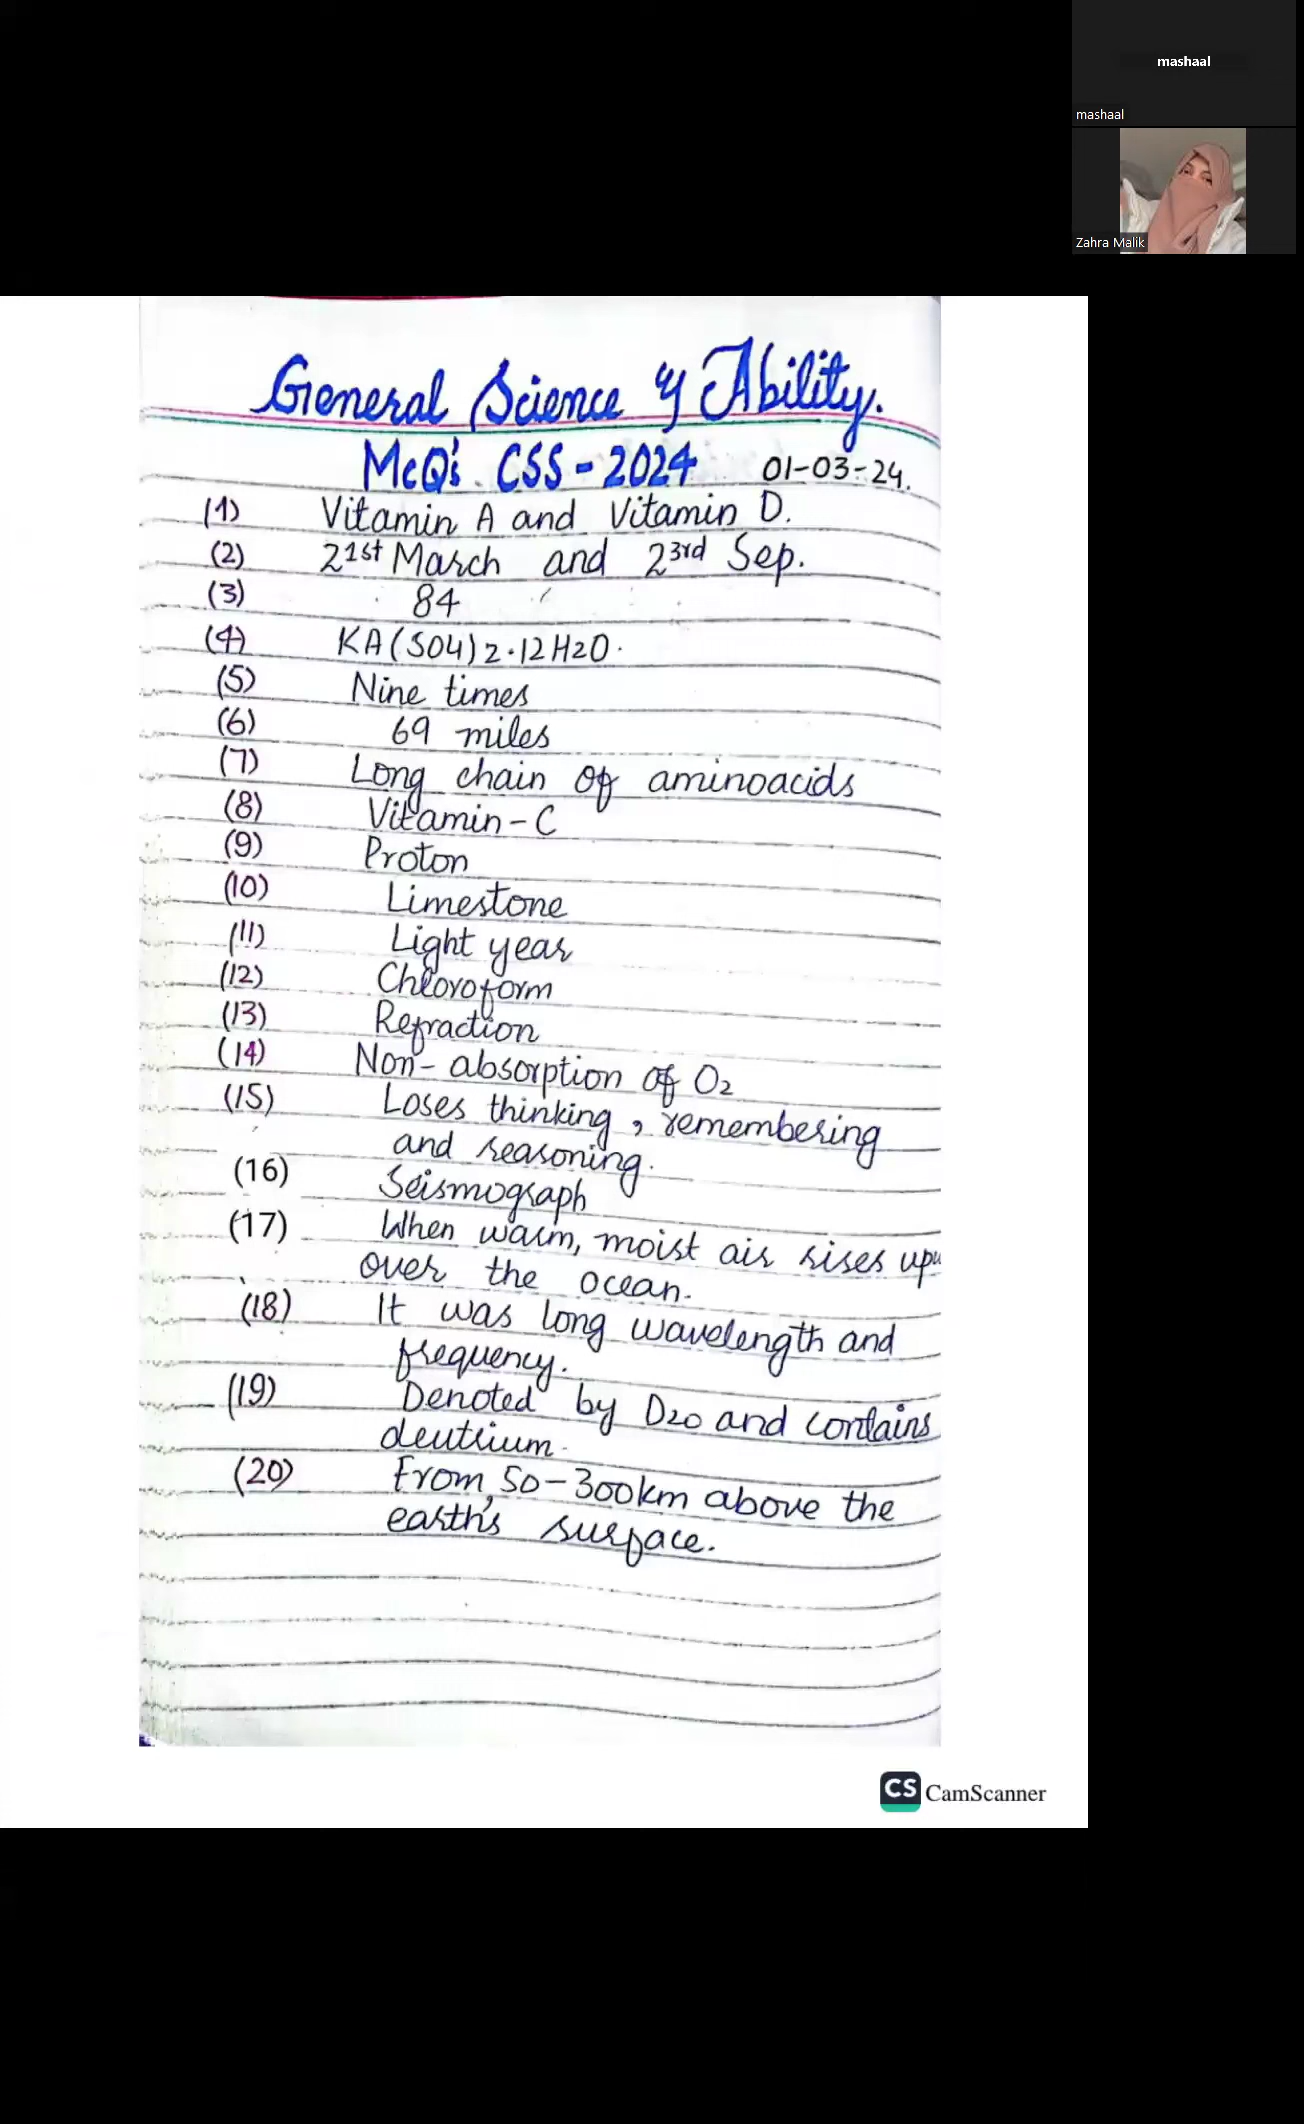 mashaal
mashaal
Zahra Malik
General Science & Ability.
McQ's. CSS - 2024 01-03-24.
(1) Vitamin A and Vitamin D.
(2) 21st March and 23rd Sep.
(3) 84
(4) KA(SO4)2.12H2O.
(5) Nine times
(6) 69 miles
(7) Long chain of aminoacids
(8) Vitamin-C
(9) Proton
(10) Limestone
(11) Light year
(12) Chloroform
(13) Refraction
(14) Non-absorption of O2
(15) Loses thinking, remembering
and reasoning.
(16) Seismograph
(17) When warm, moist air rises
over the ocean.
(18) It was long wavelength and
frequency.
(19) Denoted by D2O and contains
deutrium.
(20) From 50-300km above the
earth's surface.
CS CamScanner